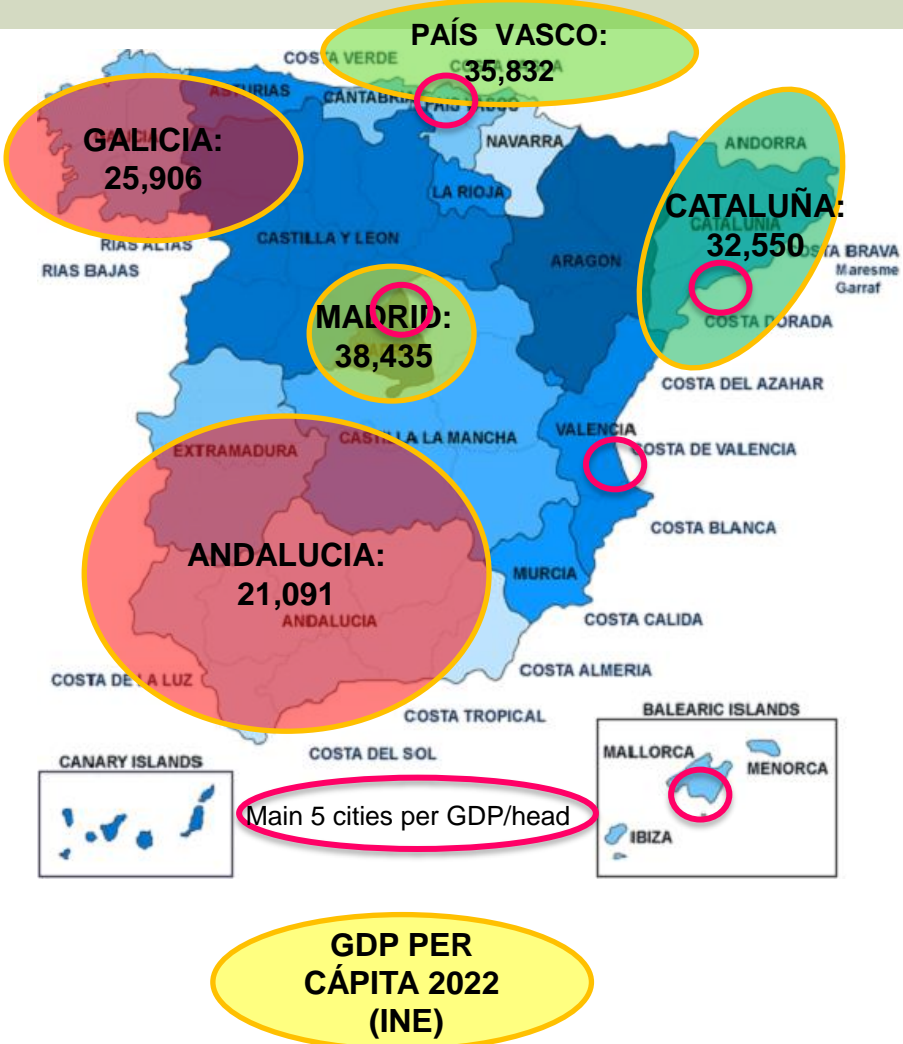 PAÍS VASCO:
35,832
COSTA VERDE
ASTURIAS
CANTABRIA
PAIS VASCO
NAVARRA
GALICIA:
25,906
ANDORRA
LA RIOJA
CATALUÑA:
32,550
CATALUNIA
RIAS ALTAS
RIAS BAJAS
CASTILLA Y LEON
ARAGON
COSTA BRAVA
Maresme
Garraf
MADRID:
38,435
COSTA DORADA
COSTA DEL AZAHAR
EXTRAMADURA
CASTILLA LA MANCHA
VALENCIA
COSTA DE VALENCIA
COSTA BLANCA
ANDALUCIA:
21,091
MURCIA
ANDALUCIA
COSTA CALIDA
COSTA DE LA LUZ
COSTA ALMERIA
COSTA TROPICAL
COSTA DEL SOL
BALEARIC ISLANDS
MALLORCA
MENORCA
IBIZA
CANARY ISLANDS
Main 5 cities per GDP/head
GDP PER
CÁPITA 2022
(INE)